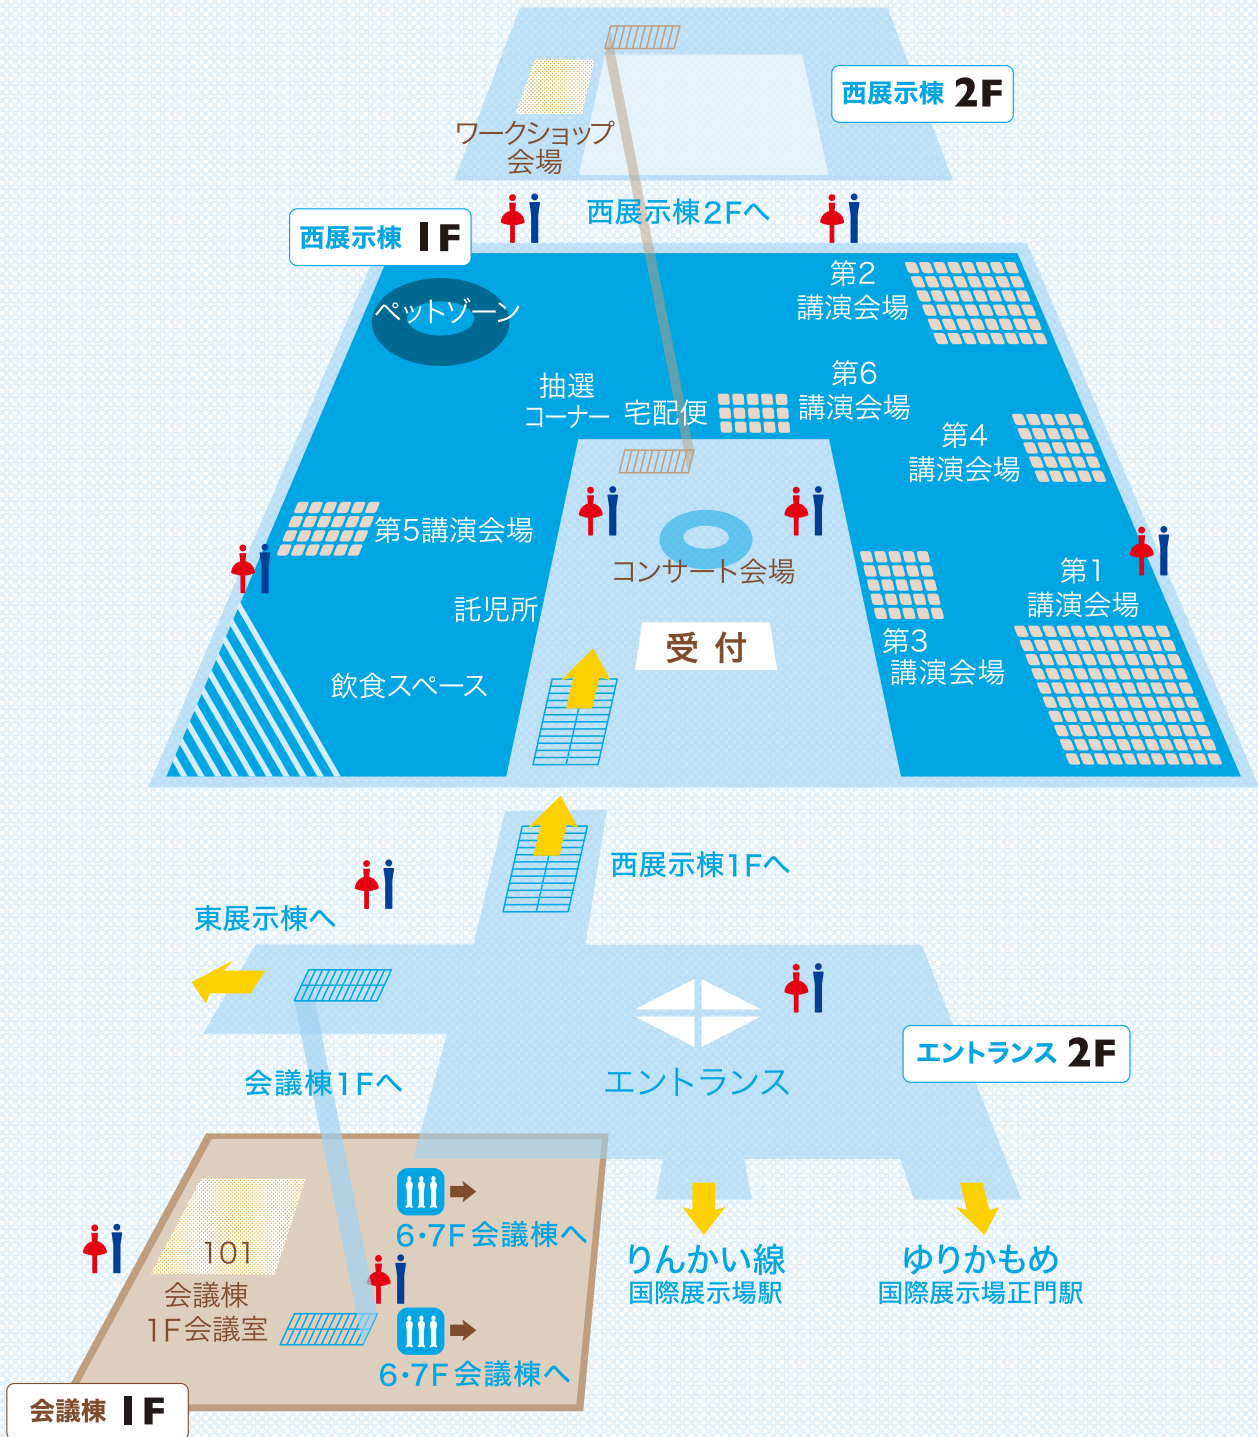 西展示棟 2F
ワークショップ
会場
西展示棟2Fへ
西展示棟 1F
ペットゾーン
第2
講演会場
抽選
コーナー
宅配便
第6
講演会場
第4
講演会場
第5講演会場
コンサート会場
第1
講演会場
託児所
受付
第3
講演会場
飲食スペース
西展示棟1Fへ
東展示棟へ
エントランス 2F
会議棟1Fへ
エントランス
6・7F会議棟へ
101
会議棟
1F会議室
りんかい線
国際展示場駅
ゆりかもめ
国際展示場正門駅
6・7F会議棟へ
会議棟 1F